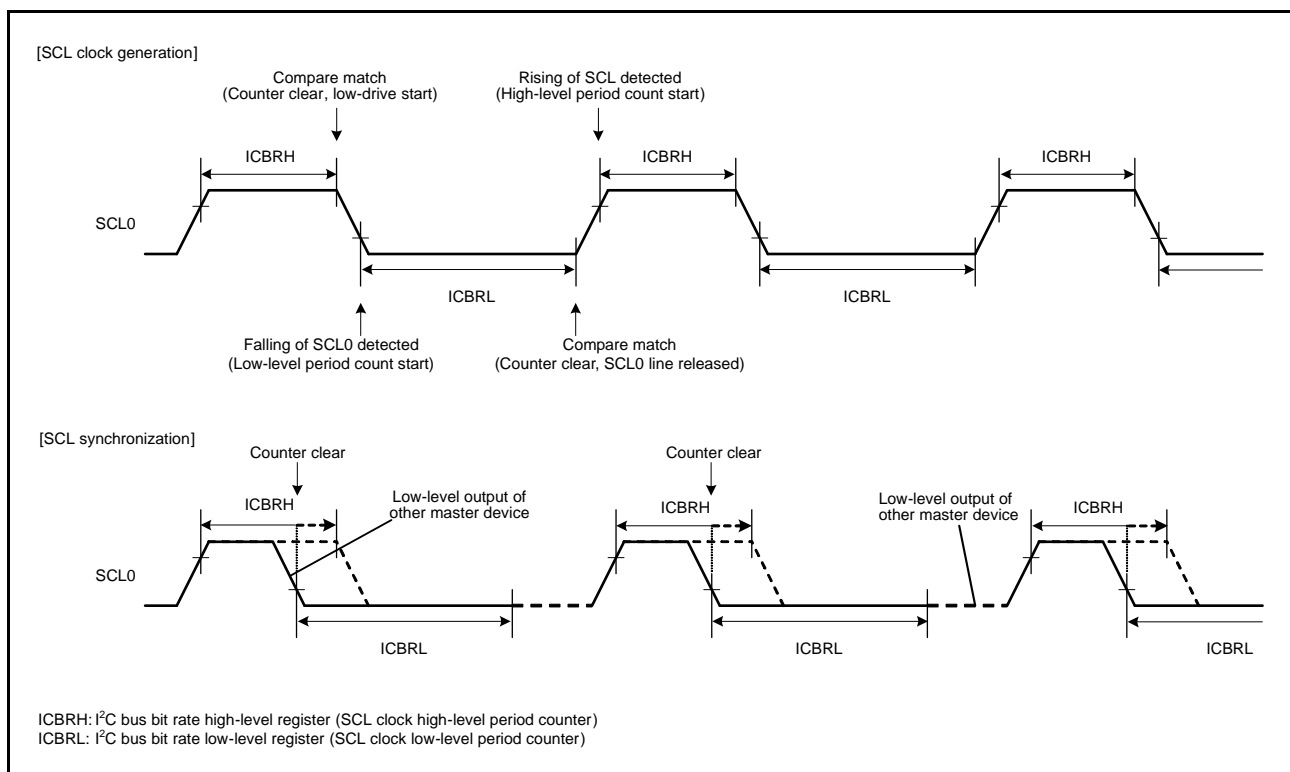 [SCL clock generation]
Compare match
(Counter clear, low-drive start)
Rising of SCL detected
(High-level period count start)
ICBRH
ICBRH
ICBRH
SCL0
ICBRL
ICBRL
Falling of SCL0 detected
(Low-level period count start)
Compare match
(Counter clear, SCL0 line released)
[SCL synchronization]
Counter clear
Counter clear
ICBRH
Low-level output of
other master device
ICBRH
Low-level output of
other master device
ICBRH
SCL0
ICBRL
ICBRL
ICBRL
ICBRH: I²C bus bit rate high-level register (SCL clock high-level period counter)
ICBRL: I²C bus bit rate low-level register (SCL clock low-level period counter)